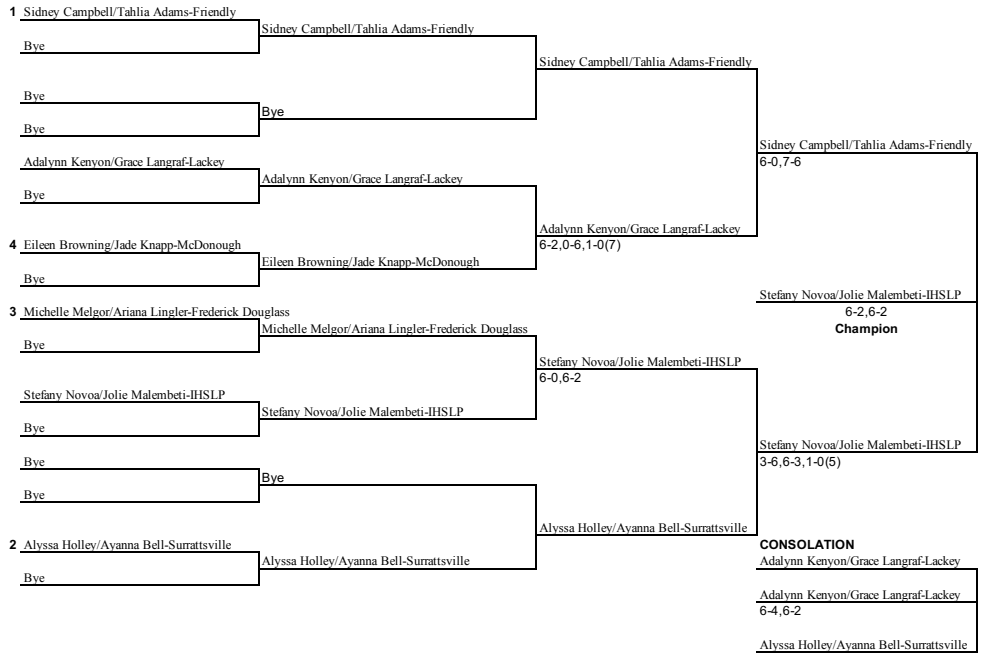 1 Sidney Campbell/Tahlia Adams-Friendly
Sidney Campbell/Tahlia Adams-Friendly
Bye
Sidney Campbell/Tahlia Adams-Friendly
Bye
Bye
Bye
Sidney Campbell/Tahlia Adams-Friendly
6-0,7-6
Adalynn Kenyon/Grace Langraf-Lackey
Adalynn Kenyon/Grace Langraf-Lackey
Bye
Adalynn Kenyon/Grace Langraf-Lackey
6-2,0-6,1-0(7)
4 Eileen Browning/Jade Knapp-McDonough
Eileen Browning/Jade Knapp-McDonough
Bye
Stefany Novoa/Jolie Malembeti-IHSLP
6-2,6-2
Champion
3 Michelle Melgor/Ariana Lingler-Frederick Douglass
Michelle Melgor/Ariana Lingler-Frederick Douglass
Bye
Stefany Novoa/Jolie Malembeti-IHSLP
6-0,6-2
Stefany Novoa/Jolie Malembeti-IHSLP
Stefany Novoa/Jolie Malembeti-IHSLP
Bye
Stefany Novoa/Jolie Malembeti-IHSLP
3-6,6-3,1-0(5)
Bye
Bye
Bye
Alyssa Holley/Ayanna Bell-Surrattsville
2 Alyssa Holley/Ayanna Bell-Surrattsville
Alyssa Holley/Ayanna Bell-Surrattsville
Bye
CONSOLATION
Adalynn Kenyon/Grace Langraf-Lackey
Adalynn Kenyon/Grace Langraf-Lackey
6-4,6-2
Alyssa Holley/Ayanna Bell-Surrattsville